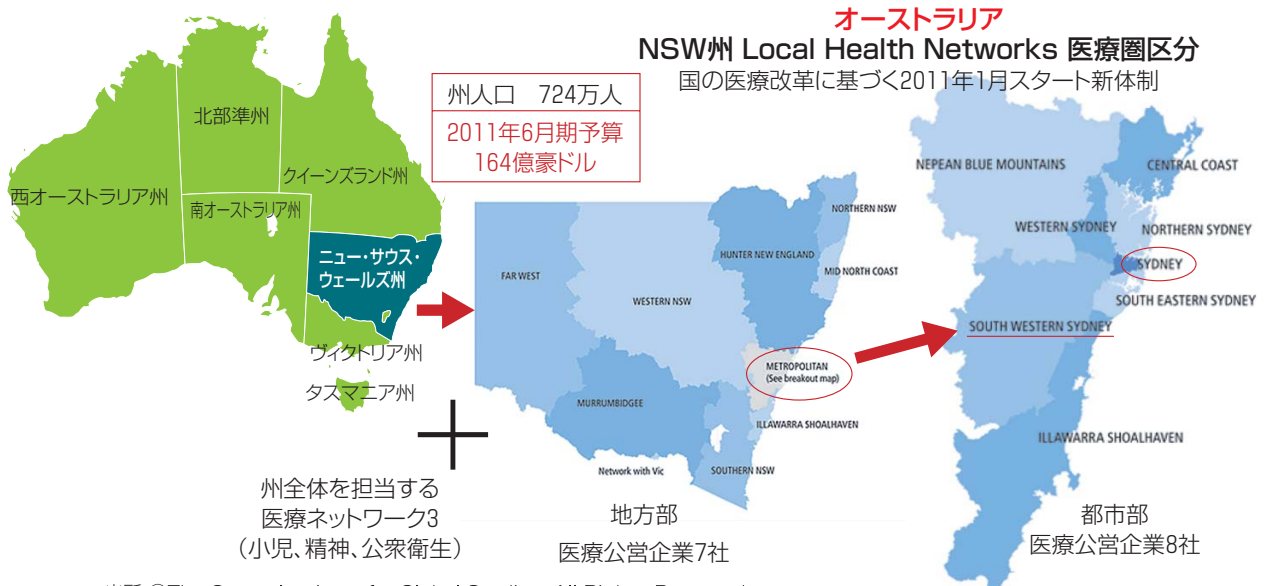 オーストラリア
NSW州 Local Health Networks 医療圏区分
国の医療改革に基づく2011年1月スタート新体制
州人口 724万人
2011年6月期予算
164億豪ドル
北部準州
クイーンズランド州
西オーストラリア州
南オーストラリア州
ニュー・サウス・
ウェールズ州
ヴィクトリア州
タスマニア州
州全体を担当する
医療ネットワーク3
(小児、精神、公衆衛生)
NORTHERN NSW
HUNTER NEW ENGLAND
MID NORTH COAST
FAR WEST
WESTERN NSW
METROPOLITAN
(See breakout map)
MURRUMBIDGEE
ILLAWARRA SHOALHAVEN
Network with Vic
SOUTHERN NSW
地方部
医療公営企業7社
NEPEAN BLUE MOUNTAINS
CENTRAL COAST
WESTERN SYDNEY
NORTHERN SYDNEY
SYDNEY
SOUTH EASTERN SYDNEY
SOUTH WESTERN SYDNEY
ILLAWARRA SHOALHAVEN
都市部
医療公営企業8社